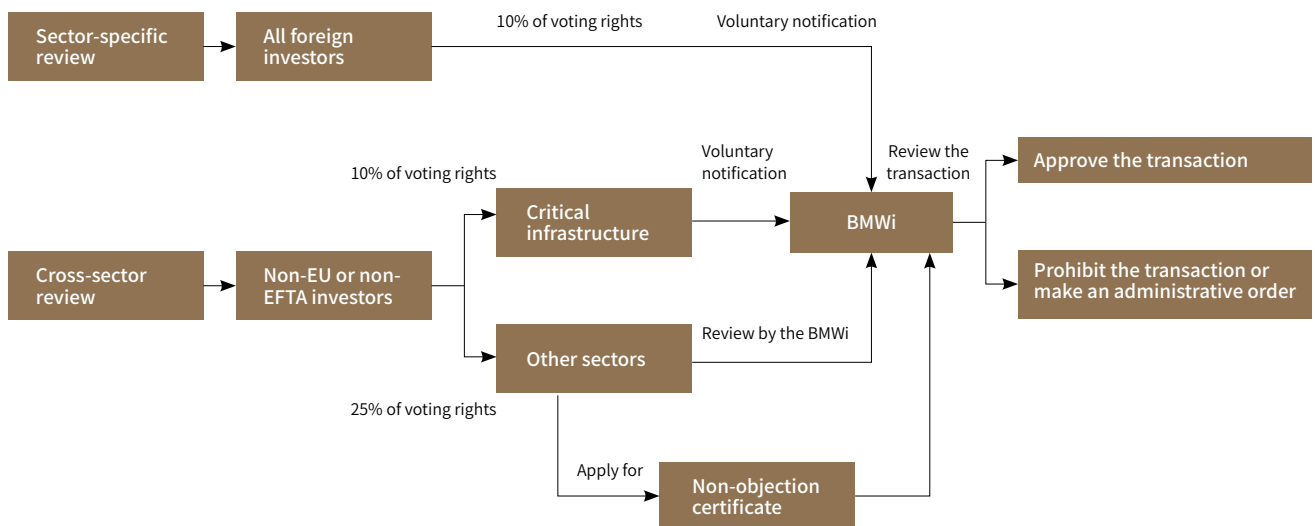 Sector-specific
review
All foreign
investors
10% of voting rights
Voluntary notification
10% of voting rights
Critical
infrastructure
Voluntary
notification
Review the
transaction
BMWi
Approve the transaction
Cross-sector
review
Non-EU or non-
EFTA investors
Prohibit the transaction or
make an administrative order
Other sectors
Review by the BMWi
25% of voting rights
Apply for
Non-objection
certificate